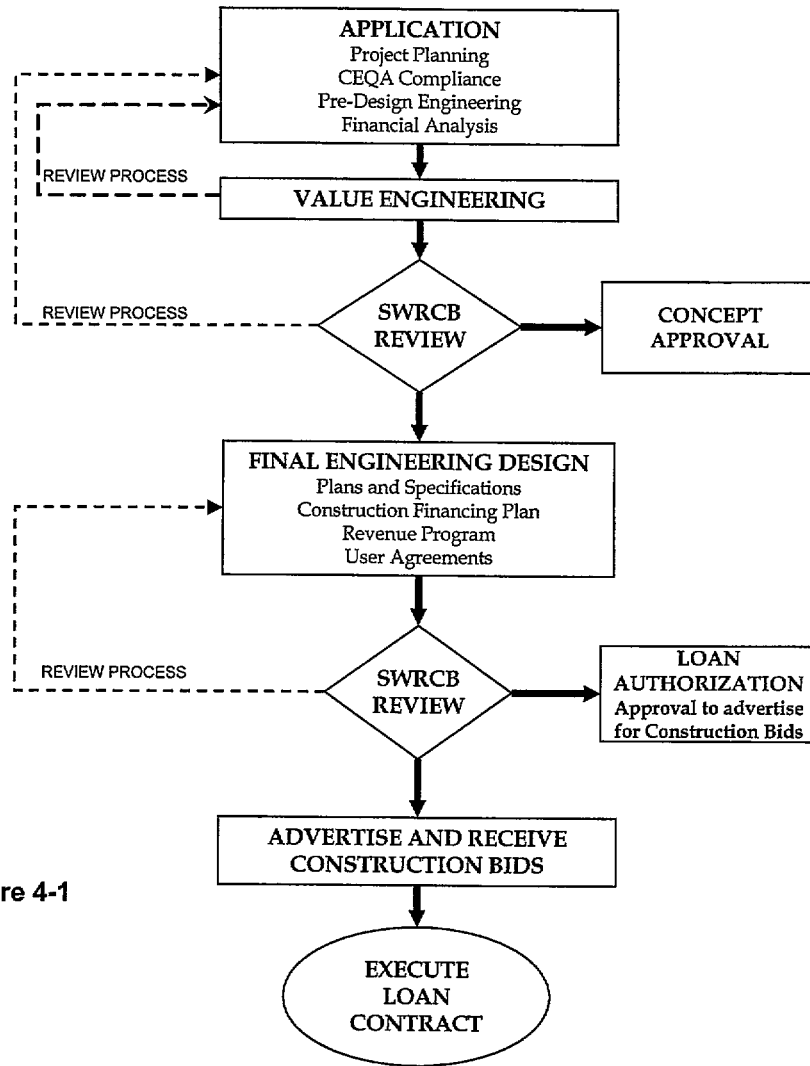 APPLICATION
Project Planning
CEQA Compliance
Pre-Design Engineering
Financial Analysis
REVIEW PROCESS
VALUE ENGINEERING
REVIEW PROCESS
SWRCB
REVIEW
CONCEPT
APPROVAL
FINAL ENGINEERING DESIGN
Plans and Specifications
Construction Financing Plan
Revenue Program
User Agreements
REVIEW PROCESS
SWRCB
REVIEW
LOAN
AUTHORIZATION
Approval to advertise
for Construction Bids
ADVERTISE AND RECEIVE
CONSTRUCTION BIDS
re 4-1
EXECUTE
LOAN
CONTRACT